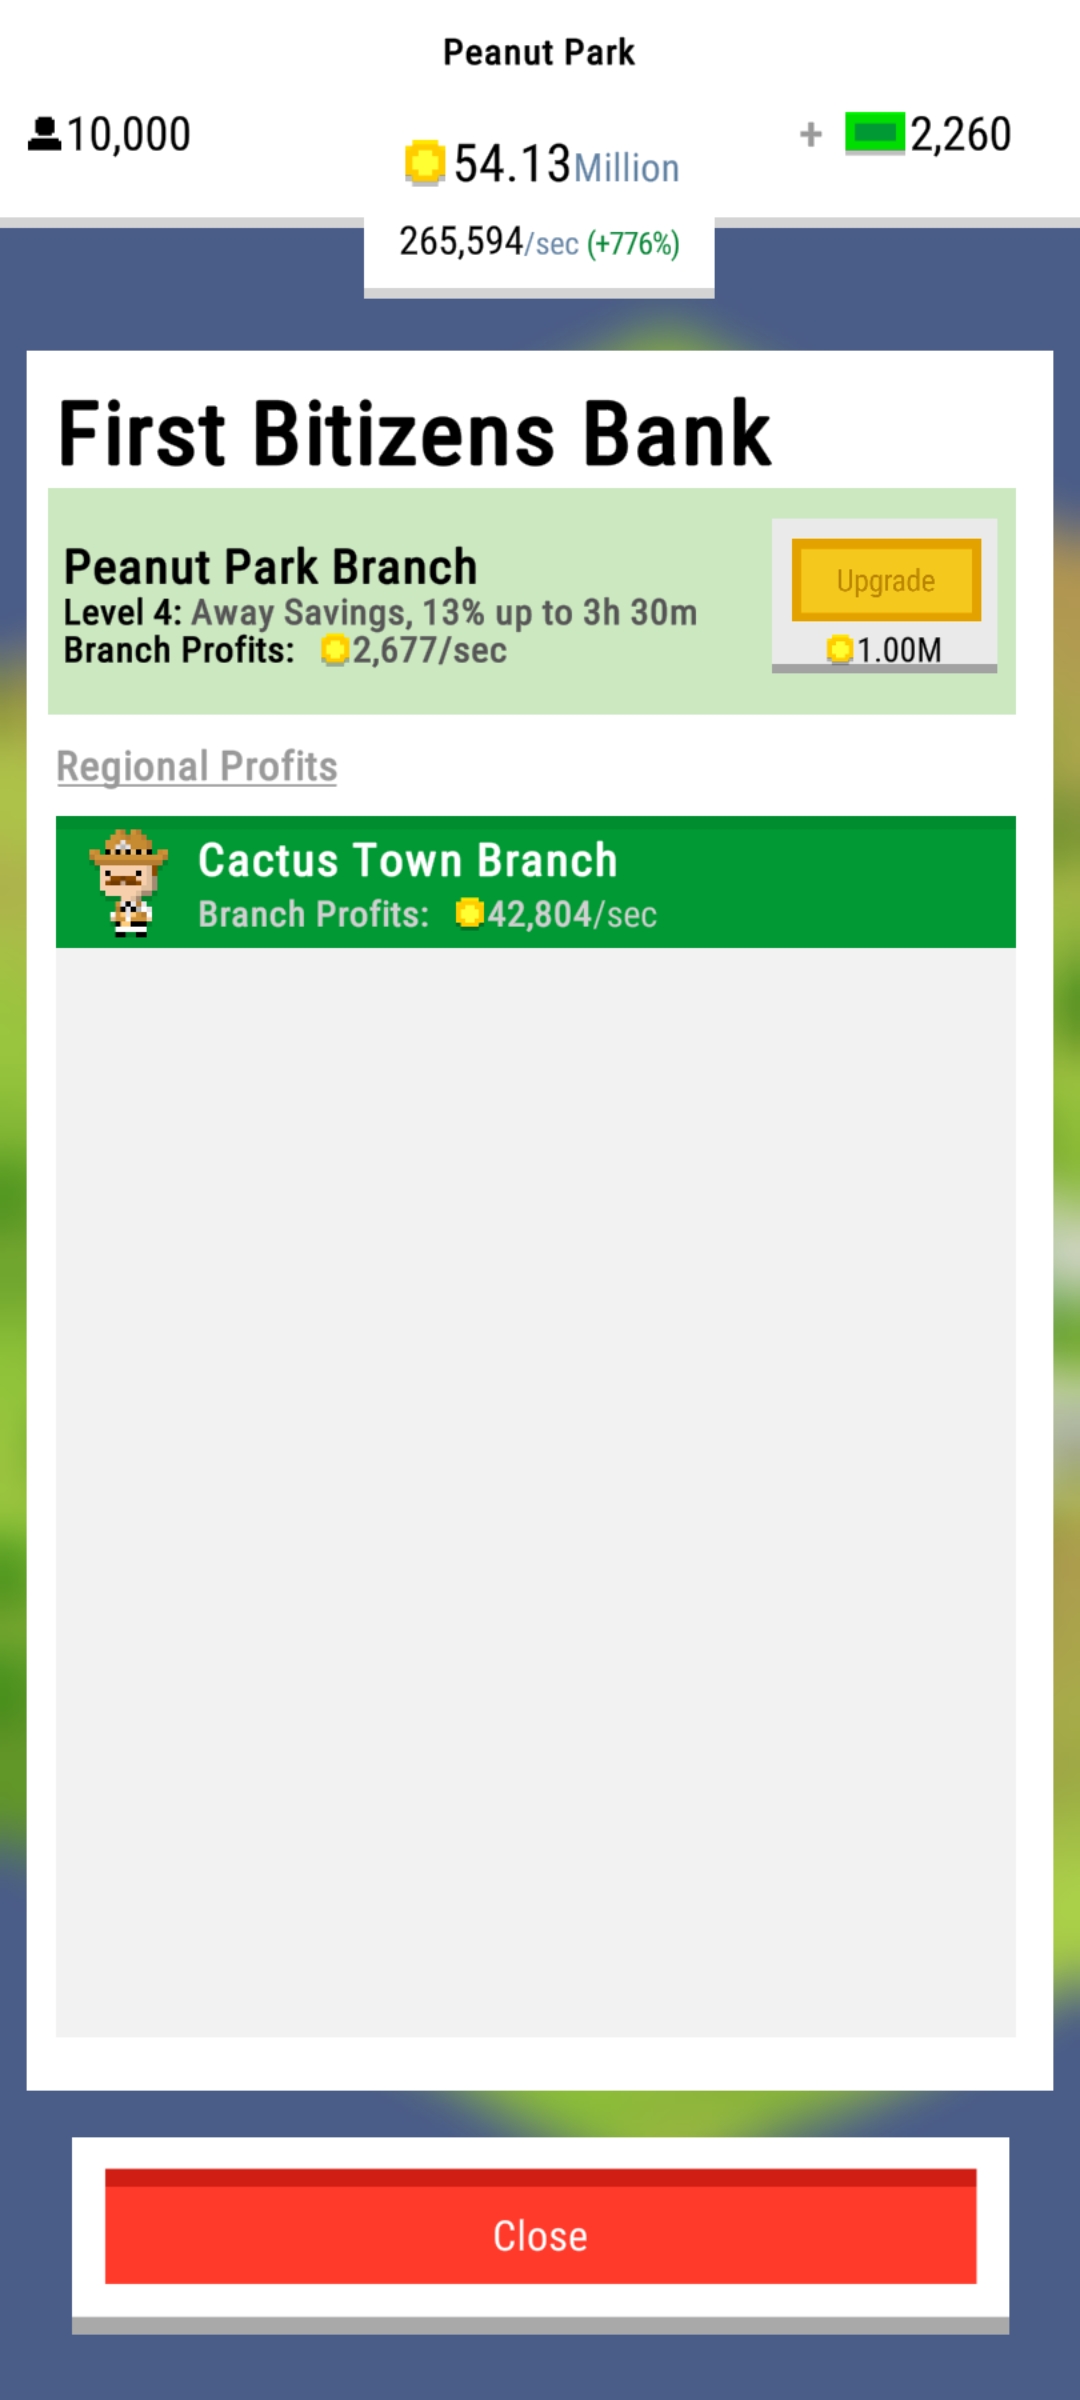 Peanut Park
10,000
54.13Million
+ 2,260
265,594/sec (+776%)
First Bitizens Bank
Peanut Park Branch
Level 4: Away Savings, 13% up to 3h 30m
Branch Profits: 2,677/sec
Upgrade
1.00M
Regional Profits
Cactus Town Branch
Branch Profits: 42,804/sec
Close